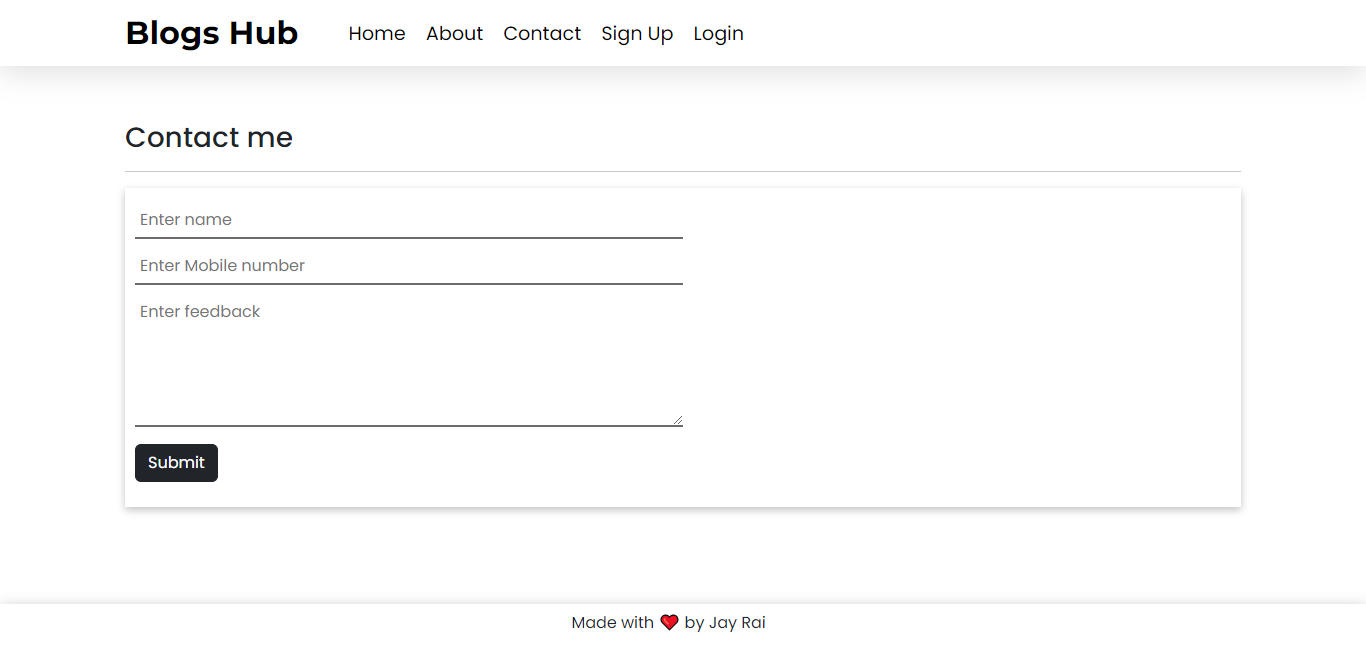 Blogs Hub Home About Contact Sign Up Login
Contact me
Enter name
Enter Mobile number
Enter feedback
Submit
Made with ❤️ by Jay Rai